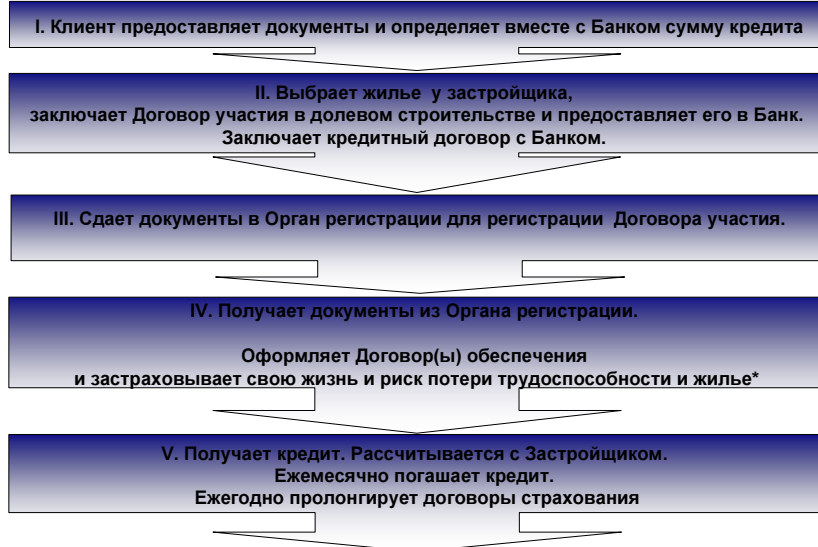 I. Клиент предоставляет документы и определяет вместе с Банком сумму кредита
II. Выбрает жилье у застройщика,
заключает Договор участия в долевом строительстве и предоставляет его в Банк.
Заключает кредитный договор с Банком.
III. Сдает документы в Орган регистрации для регистрации Договора участия.
IV. Получает документы из Органа регистрации.
Оформляет Договор(ы) обеспечения
и застраховывает свою жизнь и риск потери трудоспособности и жилье*
V. Получает кредит. Рассчитывается с Застройщиком.
Ежемесячно погашает кредит.
Ежегодно пролонгирует договоры страхования